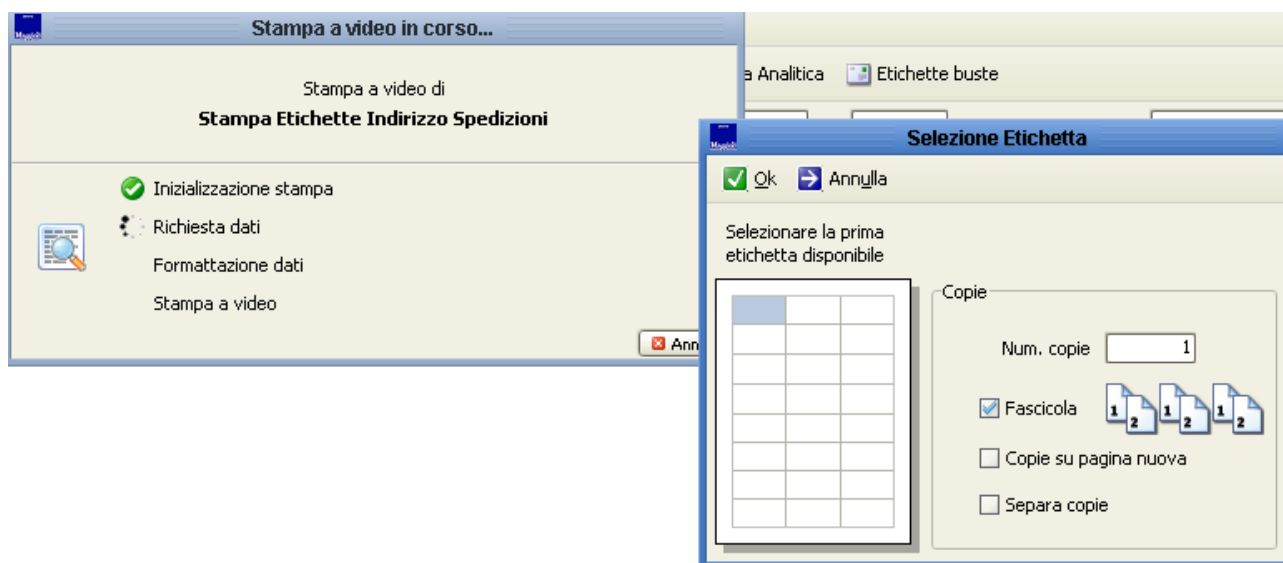 Stampa a video in corso...
Stampa a video di
Stampa Etichette Indirizzo Spedizioni
Inizializzazione stampa
Richiesta dati
Formattazione dati
Stampa a video
Ann
a Analitica
Etichette buste
Selezione Etichetta
Ok
Annulla
Selezionare la prima
etichetta disponibile
Copie
Num. copie 1
Fascicola 1 2 1 2 1 2
Copie su pagina nuova
Separa copie